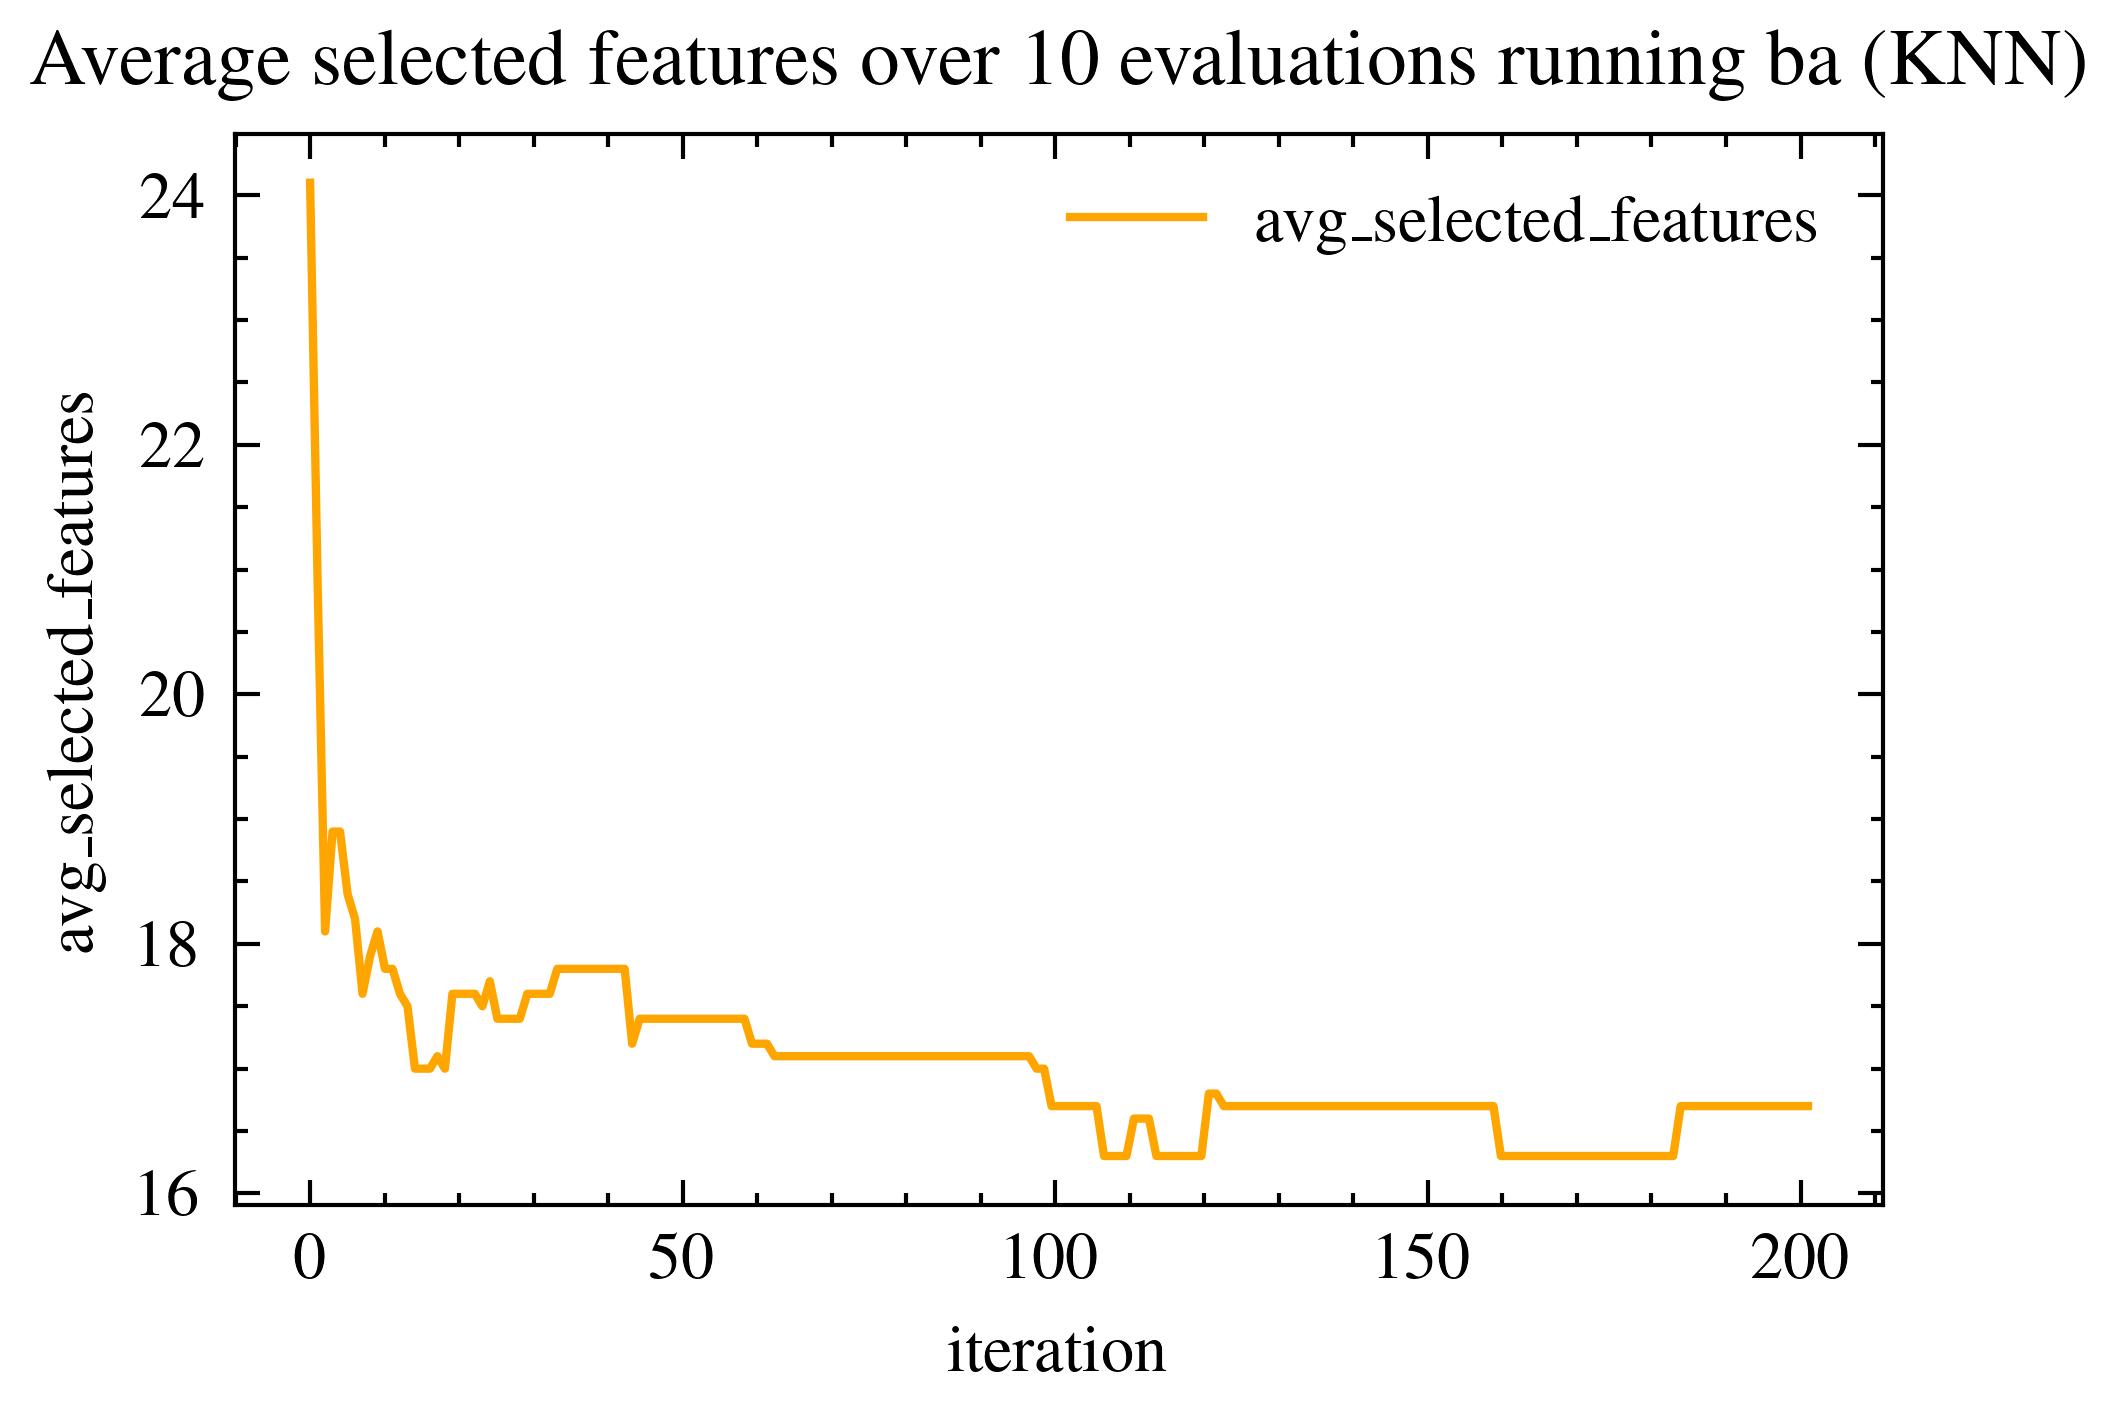 Average selected features over 10 evaluations running ba (KNN)
avg_selected_features
24
22
20
18
16
avg_selected_features
0 50 100 150 200
iteration